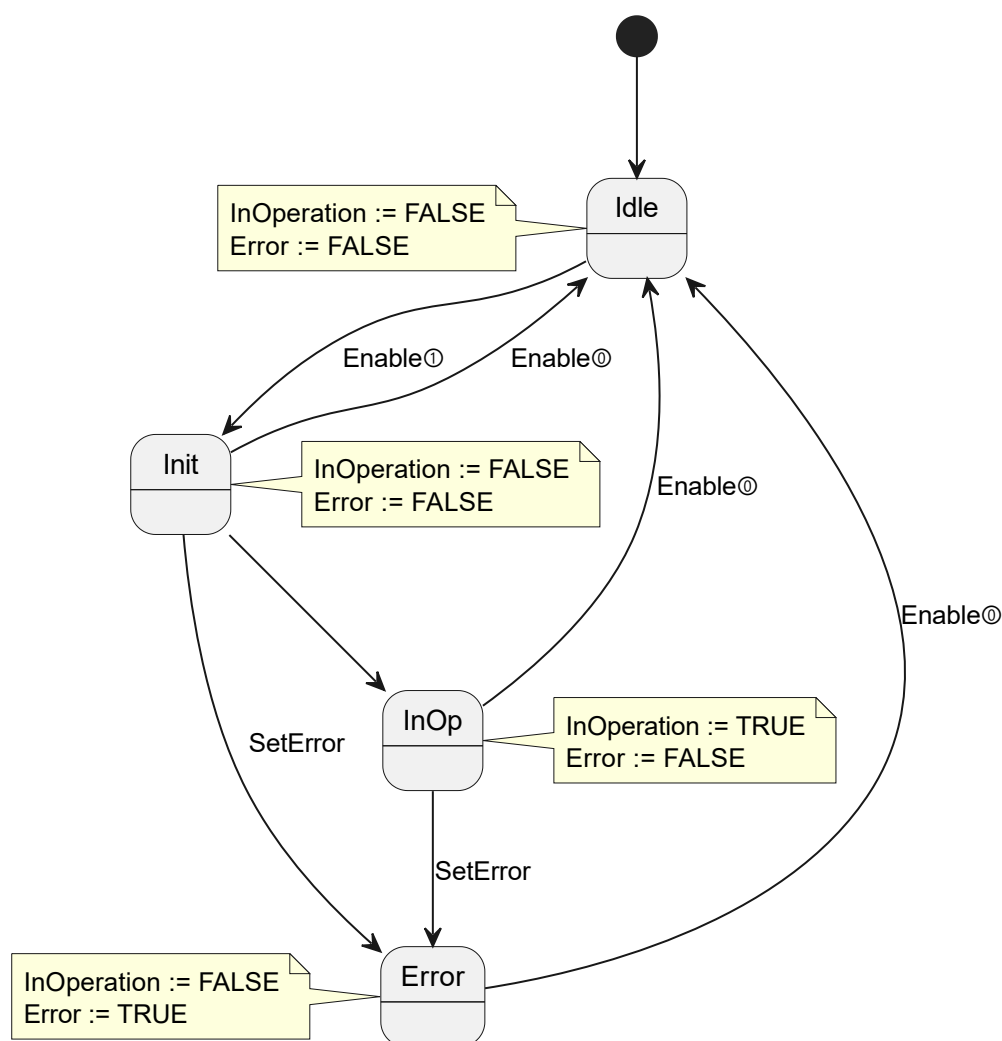 Idle
InOperation := FALSE
Error := FALSE
Enable①
Enable⓪
Init
InOperation := FALSE
Error := FALSE
Enable⓪
Enable⓪
InOp
InOperation := TRUE
Error := FALSE
SetError
SetError
Error
InOperation := FALSE
Error := TRUE